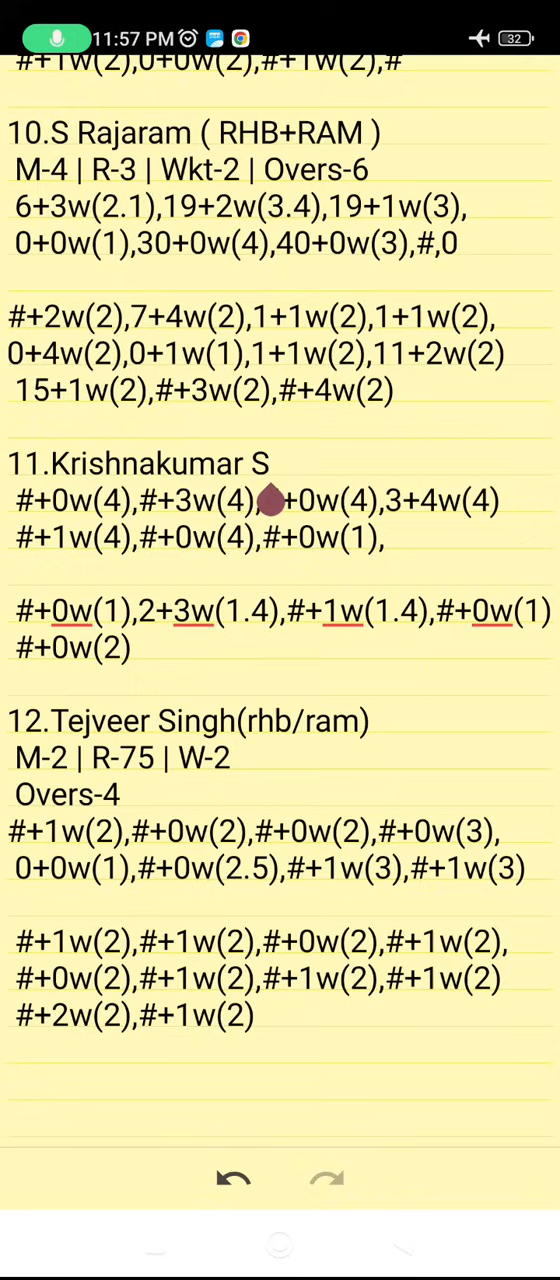 11:57 PM
32
#+1w(2),0+0w(2),#+1w(2),#
10.S Rajaram ( RHB+RAM )
M-4 | R-3 | Wkt-2 | Overs-6
6+3w(2.1),19+2w(3.4),19+1w(3),
0+0w(1),30+0w(4),40+0w(3),#,0
#+2w(2),7+4w(2),1+1w(2),1+1w(2),
0+4w(2),0+1w(1),1+1w(2),11+2w(2)
15+1w(2),#+3w(2),#+4w(2)
11.Krishnakumar S
#+0w(4),#+3w(4),+0w(4),3+4w(4)
#+1w(4),#+0w(4),#+0w(1),
#+0w(1),2+3w(1.4),#+1w(1.4),#+0w(1)
#+0w(2)
12.Tejveer Singh(rhb/ram)
M-2 | R-75 | W-2
Overs-4
#+1w(2),#+0w(2),#+0w(2),#+0w(3),
0+0w(1),#+0w(2.5),#+1w(3),#+1w(3)
#+1w(2),#+1w(2),#+0w(2),#+1w(2),
#+0w(2),#+1w(2),#+1w(2),#+1w(2)
#+2w(2),#+1w(2)